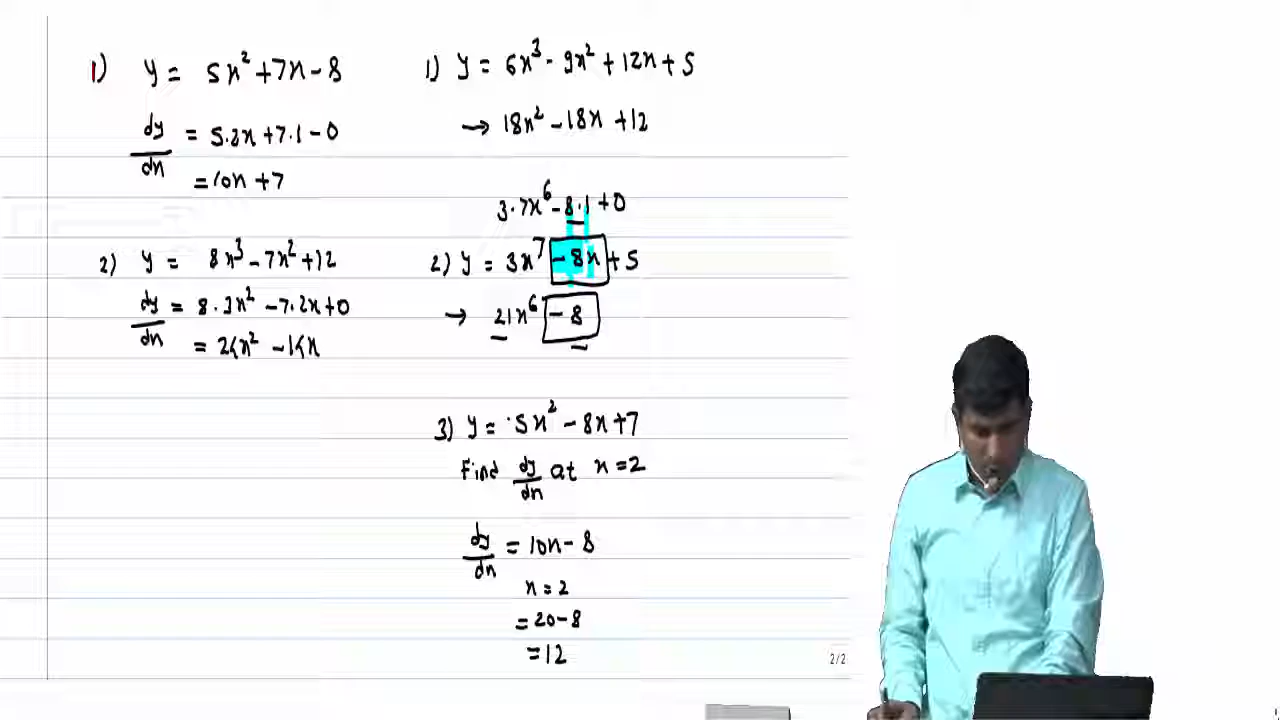 1) y = 5x² + 7x - 8
dy/dx = 5.2x + 7.1 - 0
= 10x + 7
2) y = 8x³ - 7x² + 12
dy/dx = 8.3x² - 7.2x + 0
= 24x² - 14x
1) y = 6x³ - 9x² + 12x + 5
→ 18x² - 18x + 12
3.7x⁶ - 8.1 + 0
2) y = 3x⁷ - 8x + 5
→ 21x⁶ - 8
3) y = 5x² - 8x + 7
Find dy/dx at x = 2
dy/dx = 10x - 8
x = 2
= 20 - 8
= 12
2/2